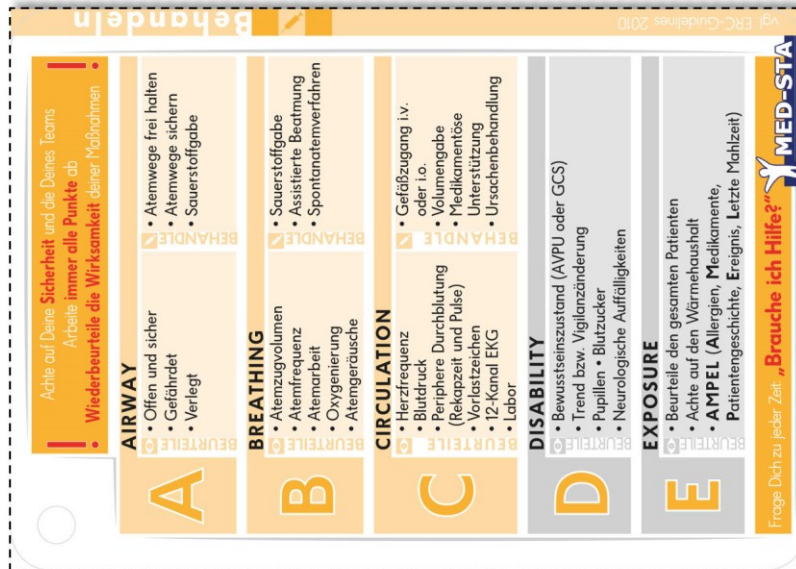 Behandeln
vgl ERC-Guidelines 2010
Achte auf Deine Sicherheit und die Deines Teams
Arbeite immer alle Punkte ab
Wiederbeurteile die Wirksamkeit deiner Maßnahmen
!
!
A
AIRWAY
BEURTEILE
• Offen und sicher
• Gefährdet
• Verlegt
BEHANDLE
• Atemwege frei halten
• Atemwege sichern
• Sauerstoffgabe
B
BREATHING
BEURTEILE
• Atemzugvolumen
• Atemfrequenz
• Atemarbeit
• Oxygenierung
• Atemgeräusche
BEHANDLE
• Sauerstoffgabe
• Assistierte Beatmung
• Spontanatemverfahren
C
CIRCULATION
BEURTEILE
• Herzfrequenz
• Blutdruck
• Periphere Durchblutung
(Rekapzeit und Pulse)
• Vorlastzeichen
• 12-Kanal EKG
• Labor
BEHANDLE
• Gefäßzugang i.v.
oder i.o.
• Volumengabe
• Medikamentöse
Unterstützung
• Ursachenbehandlung
D
DISABILITY
BEURTEILE
• Bewusstseinszustand (AVPU oder GCS)
• Trend bzw. Vigilanzänderung
• Pupillen • Blutzucker
• Neurologische Auffälligkeiten
E
EXPOSURE
BEURTEILE
• Beurteile den gesamten Patienten
• Achte auf den Wärmehaushalt
• AMPEL (Allergien, Medikamente,
Patientengeschichte, Ereignis, Letzte Mahlzeit)
Frage Dich zu jeder Zeit: „Brauche ich Hilfe?"
MED-STA